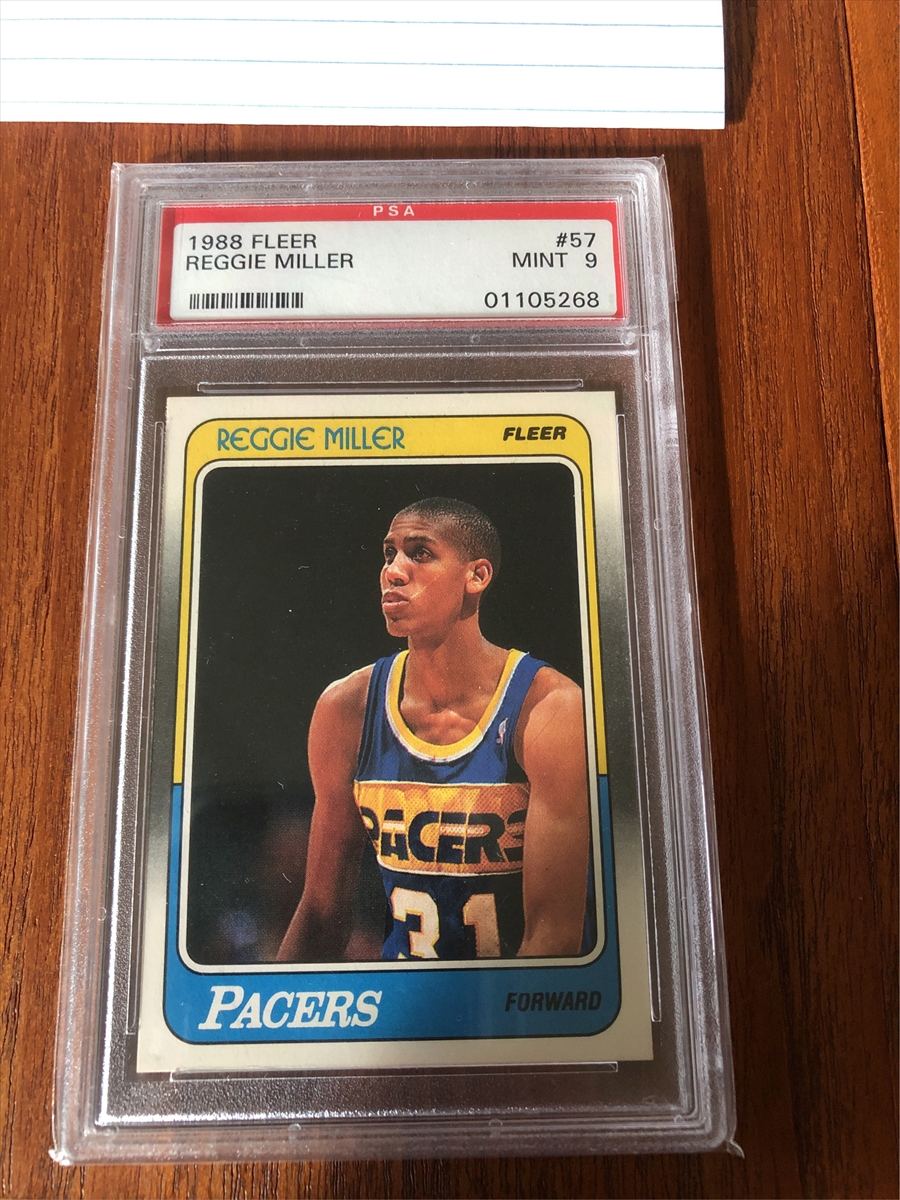 PSA
1988 FLEER #57
REGGIE MILLER MINT 9
01105268
REGGIE MILLER FLEER
PACERS
31
PACERS FORWARD